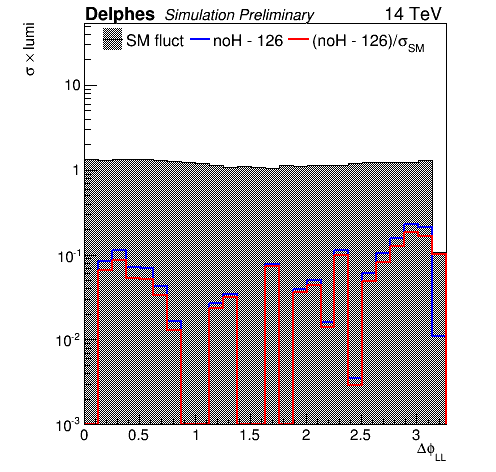 Delphes Simulation Preliminary 14 TeV
σ × lumi
SM fluct noH - 126 (noH - 126)/σ_SM
10
1
10^-1
10^-2
10^-3
0 0.5 1 1.5 2 2.5 3
Δϕ_LL